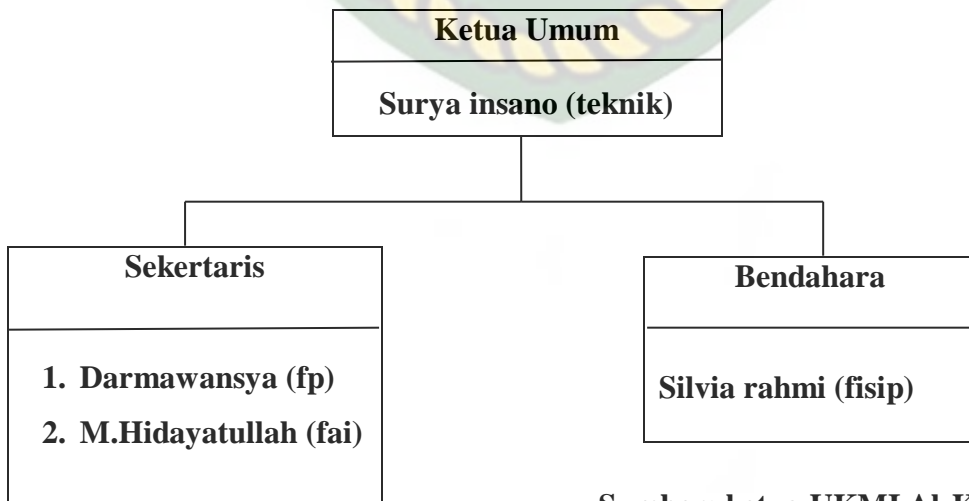 Ketua Umum
Surya insano (teknik)
Sekertaris
1. Darmawansya (fp)
2. M.Hidayatullah (fai)
Bendahara
Silvia rahmi (fisip)